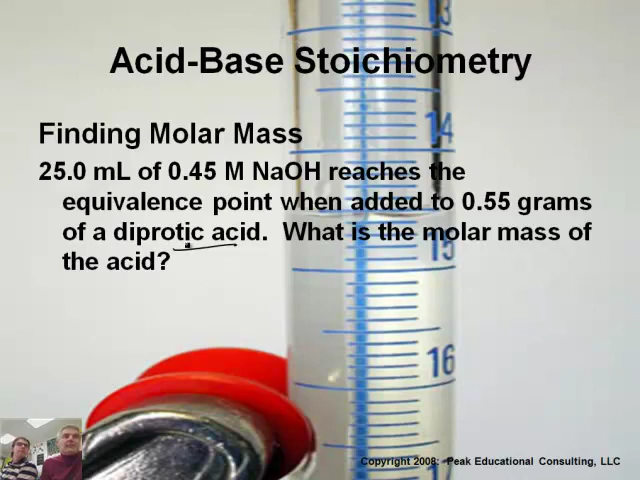 Acid-Base Stoichiometry
Finding Molar Mass
25.0 mL of 0.45 M NaOH reaches the
equivalence point when added to 0.55 grams
of a diprotic acid. What is the molar mass of
the acid?
13
14
15
16
Copyright 2008: Peak Educational Consulting, LLC